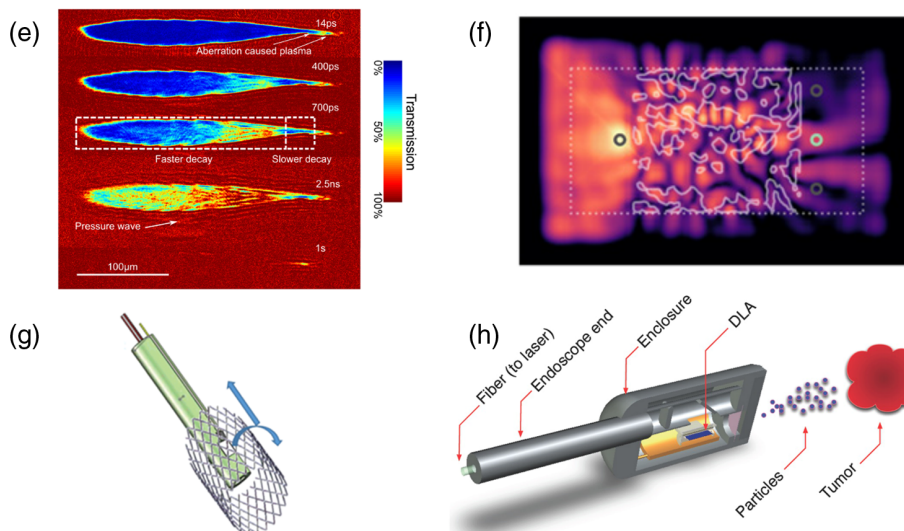 (e)
14ps
Aberration caused plasma
400ps
700ps
Faster decay
Slower decay
2.5ns
Pressure wave
1s
100µm
0%
50%
100%
Transmission
(f)
(g)
(h)
Fiber (to laser)
Endoscope end
Enclosure
DLA
Particles
Tumor